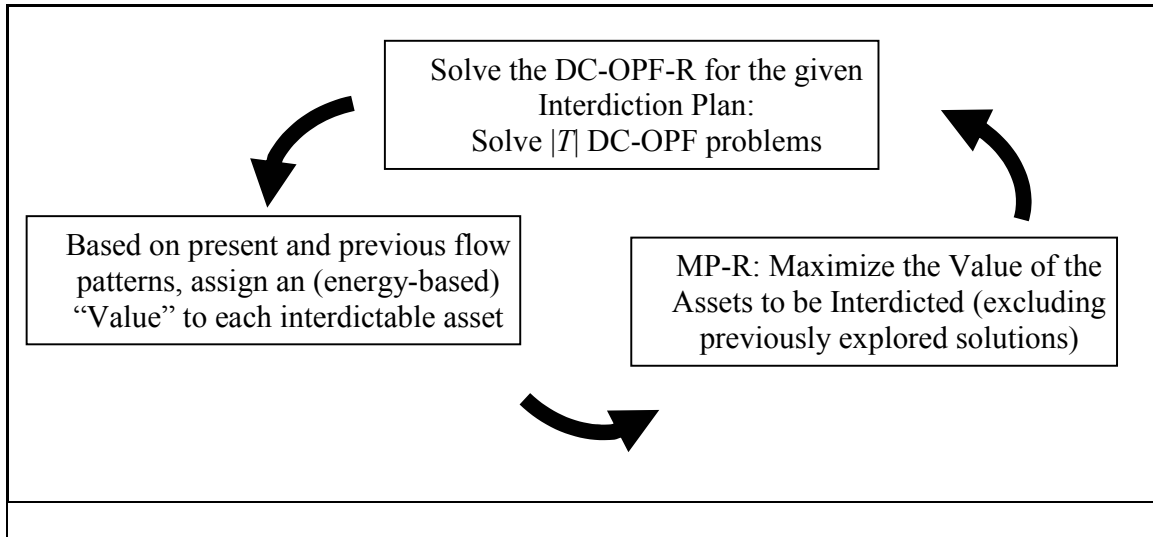 Solve the DC-OPF-R for the given
Interdiction Plan:
Solve |T| DC-OPF problems
Based on present and previous flow
patterns, assign an (energy-based)
“Value” to each interdictable asset
MP-R: Maximize the Value of the
Assets to be Interdicted (excluding
previously explored solutions)